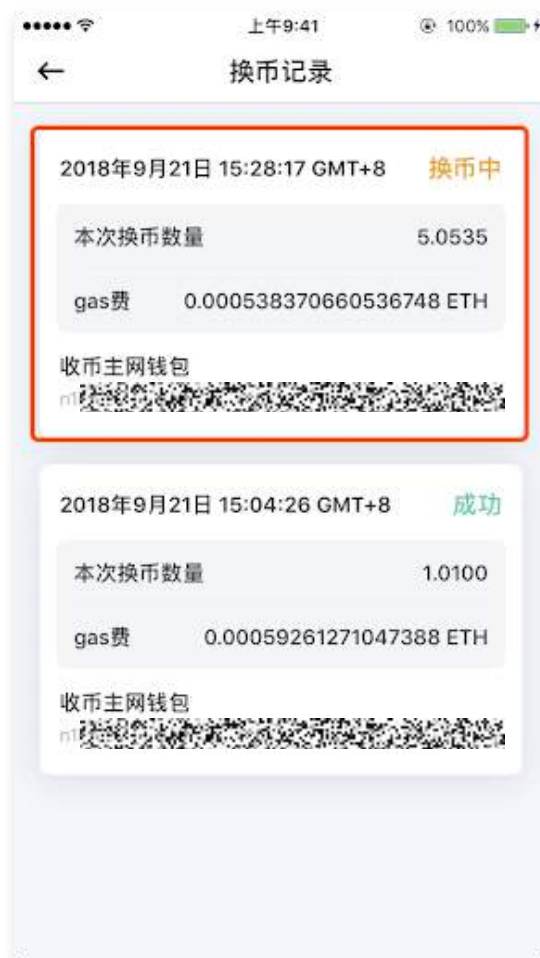 上午9:41
100%
换币记录
2018年9月21日 15:28:17 GMT+8 换币中
本次换币数量 5.0535
gas费 0.000538370660536748 ETH
收币主网钱包
2018年9月21日 15:04:26 GMT+8 成功
本次换币数量 1.0100
gas费 0.00059261271047388 ETH
收币主网钱包